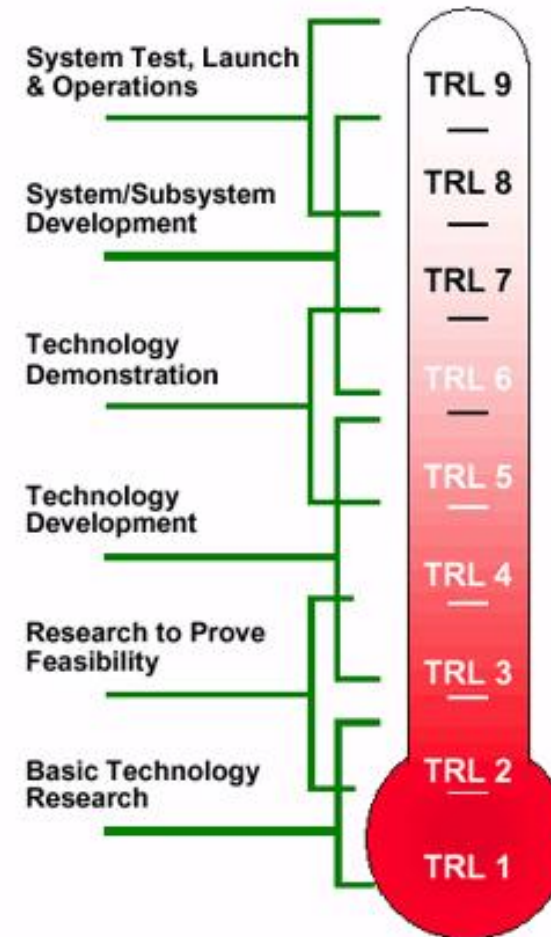 System Test, Launch
& Operations
System/Subsystem
Development
Technology
Demonstration
Technology
Development
Research to Prove
Feasibility
Basic Technology
Research
TRL 9
TRL 8
TRL 7
TRL 6
TRL 5
TRL 4
TRL 3
TRL 2
TRL 1